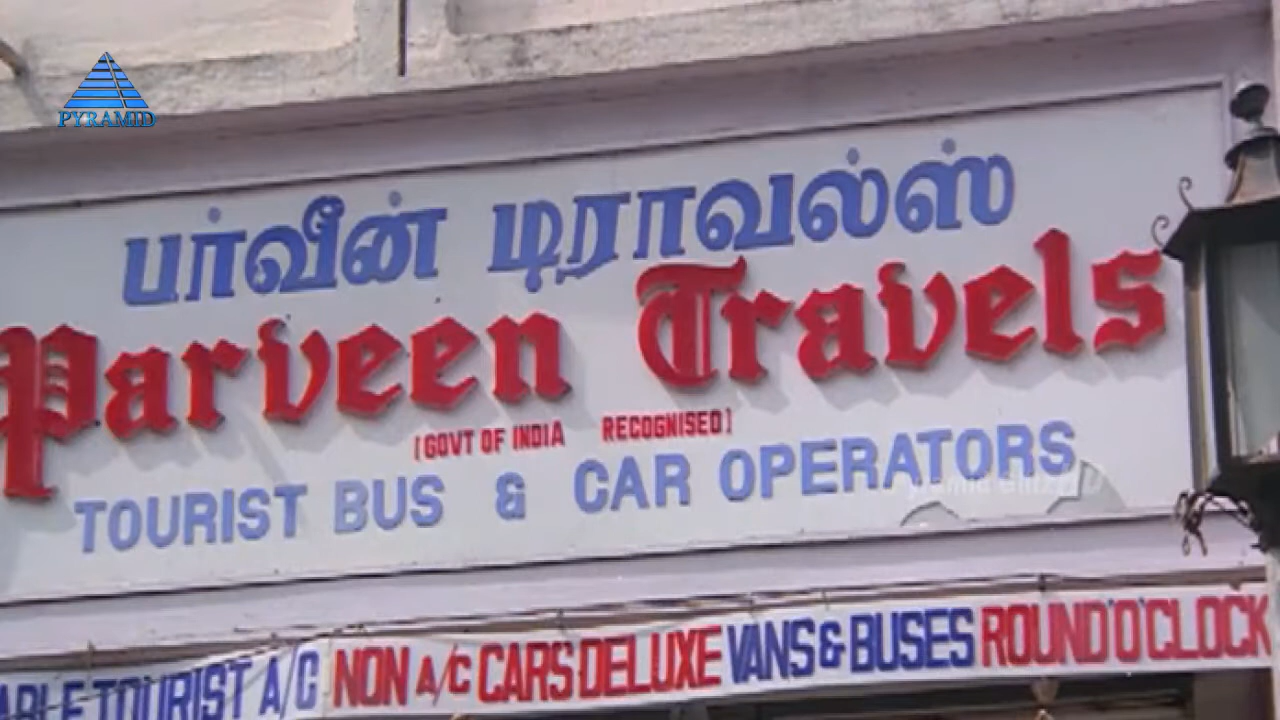 PYRAMID
பர்வீன் டிராவல்ஸ்
Parveen Travels
[GOVT OF INDIA RECOGNISED]
TOURIST BUS & CAR OPERATORS
TOURIST A/C NON A/C CARS DELUXE VANS & BUSES ROUND'O'CLOCK